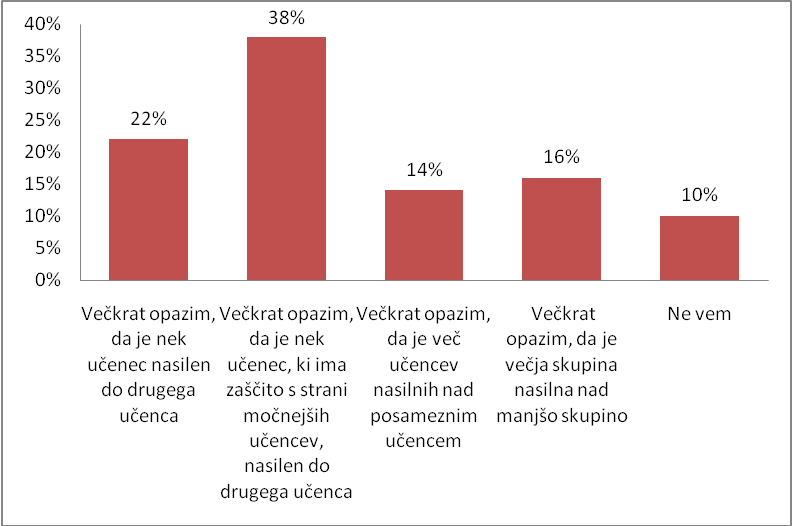 40%
35%
30%
25%
20%
15%
10%
5%
0%
22%
38%
14%
16%
10%
Večkrat opazim,
da je nek
učenec nasilen
do drugega
učenca
Večkrat opazim,
da je nek
učenec, ki ima
zaščito s strani
močnejših
učencev,
nasilen do
drugega učenca
Večkrat opazim,
da je več
učencev
nasilnih nad
posameznim
učencem
Večkrat
opazim, da je
večja skupina
nasilna nad
manjšo skupino
Ne vem